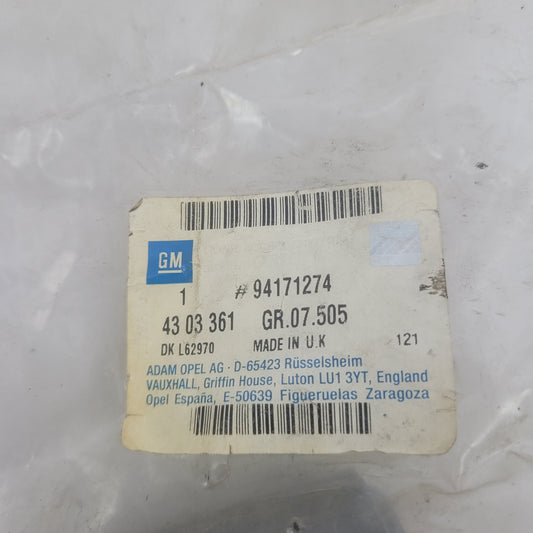 GM
1 # 94171274
43 03 361 GR.07.505
DK L62970 MADE IN U.K 121
ADAM OPEL AG · D-65423 Rüsselsheim
VAUXHALL, Griffin House, Luton LU1 3YT, England
Opel España, E-50639 Figueruelas Zaragoza